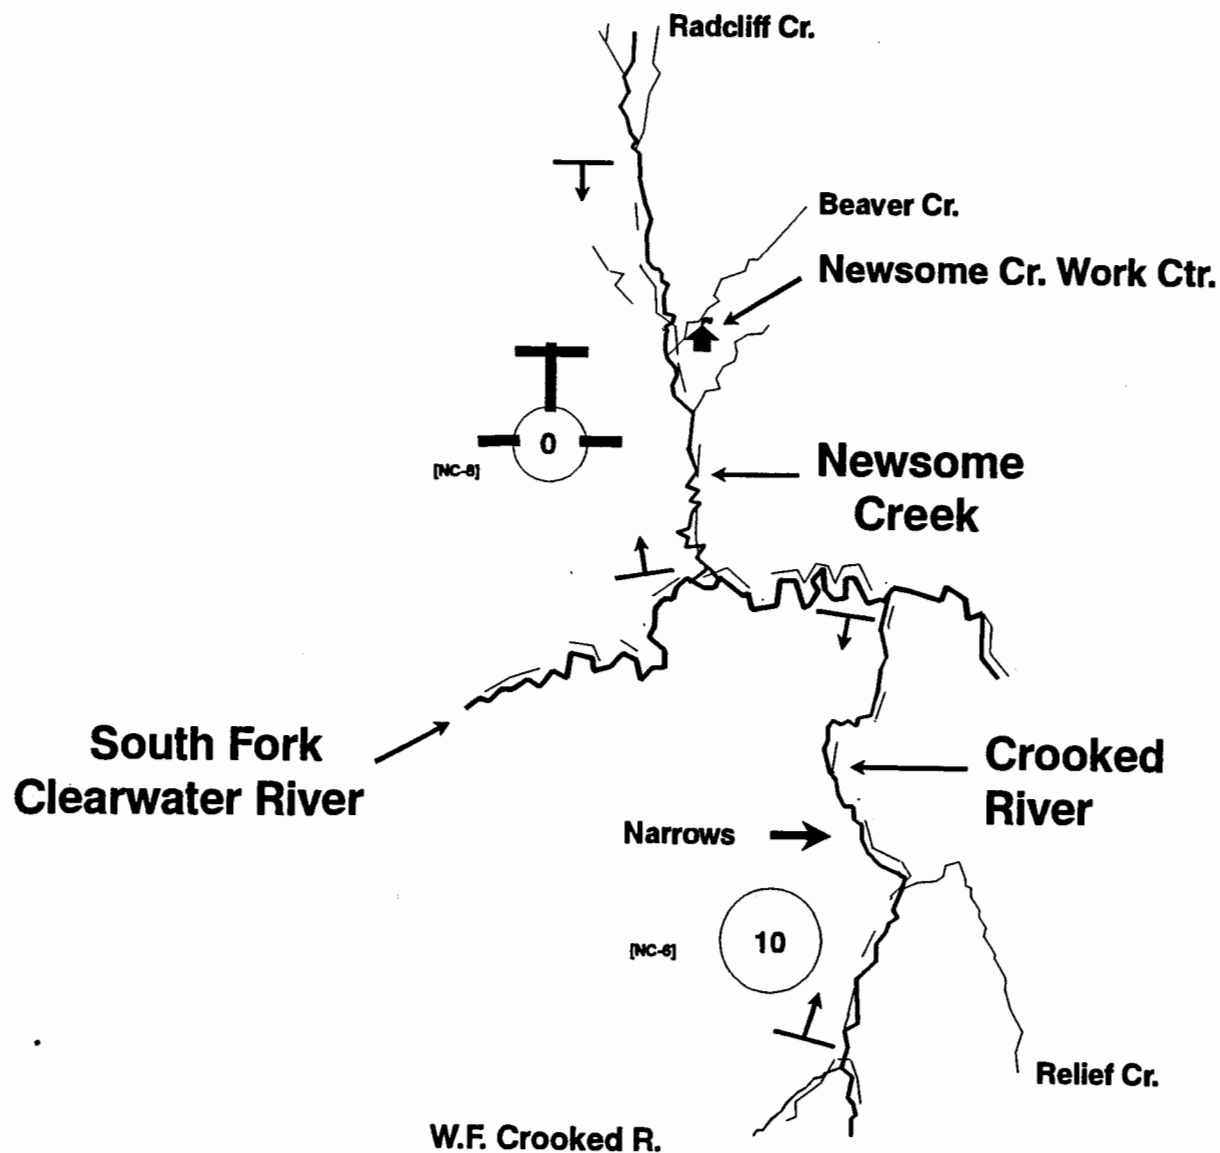 Radcliff Cr.
Beaver Cr.
Newsome Cr. Work Ctr.
0
[NC-8]
Newsome
Creek
South Fork
Clearwater River
Crooked
River
Narrows
10
[NC-6]
Relief Cr.
W.F. Crooked R.